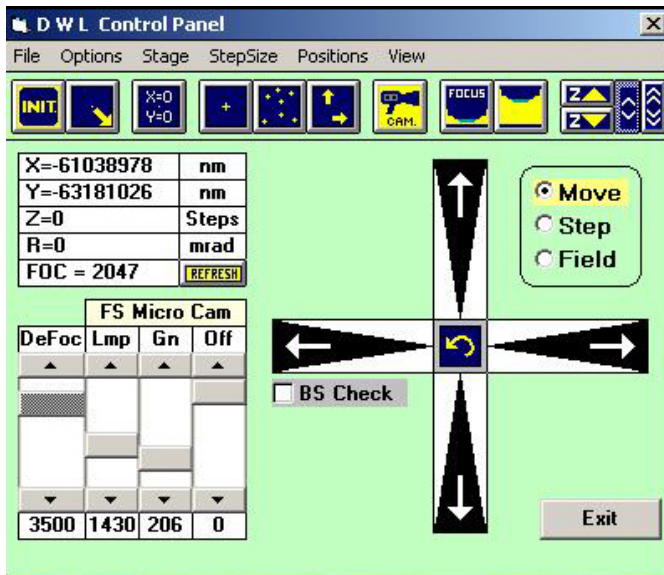 D W L Control Panel
File Options Stage StepSize Positions View
INIT X=0 Y=0 CAM. FOCUS Z Z
X=-61038978 nm
Y=-63181026 nm
Z=0 Steps
R=0 mrad
FOC = 2047 REFRESH
Move
Step
Field
FS Micro Cam
DeFoc Lmp Gn Off
BS Check
3500 1430 206 0
Exit